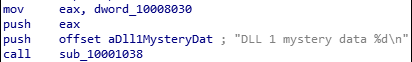 mov eax, dword_10008030
push eax
push offset aDll1MysteryDat ; "DLL 1 mystery data %d\n"
call sub_10001038